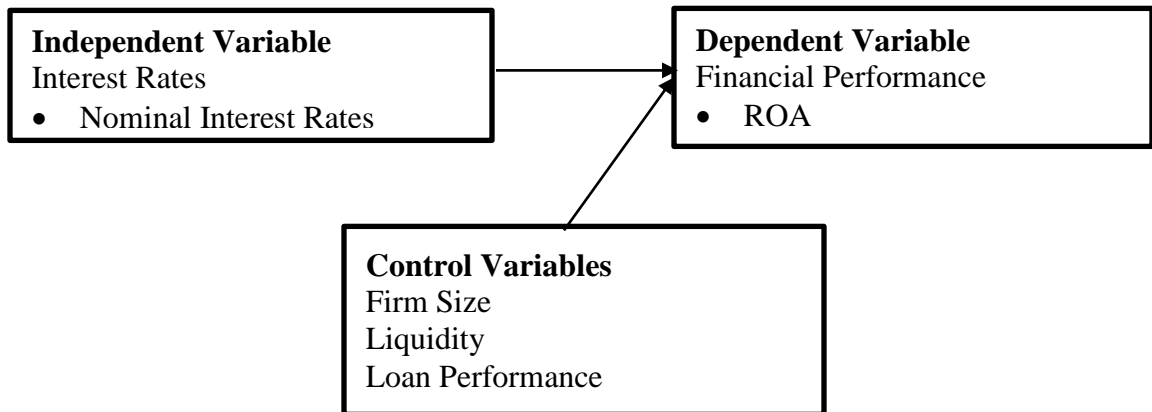 Independent Variable
Interest Rates
• Nominal Interest Rates
Dependent Variable
Financial Performance
• ROA
Control Variables
Firm Size
Liquidity
Loan Performance